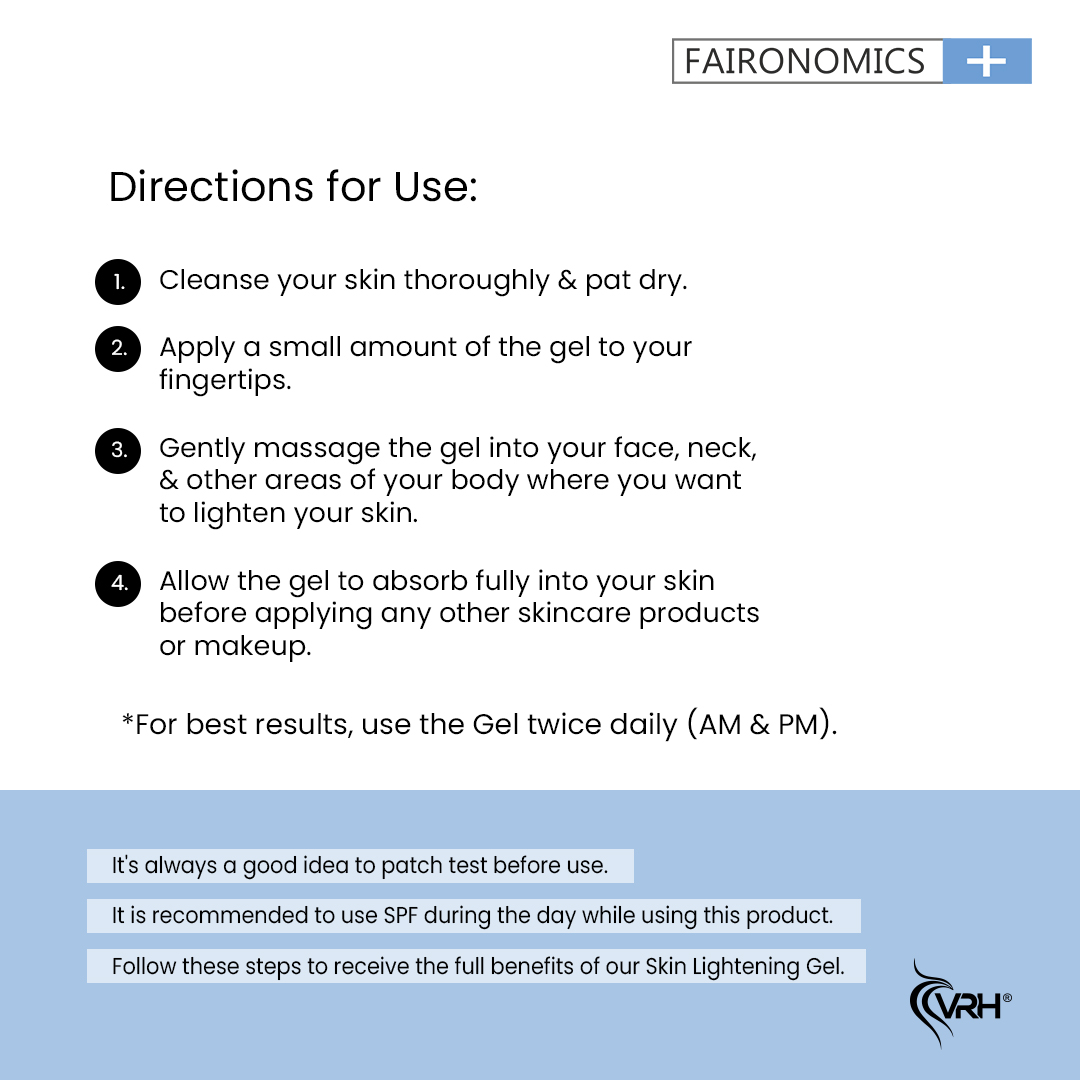 FAIRONOMICS +
Directions for Use:
1. Cleanse your skin thoroughly & pat dry.
2. Apply a small amount of the gel to your
fingertips.
3. Gently massage the gel into your face, neck,
& other areas of your body where you want
to lighten your skin.
4. Allow the gel to absorb fully into your skin
before applying any other skincare products
or makeup.
*For best results, use the Gel twice daily (AM & PM).
It's always a good idea to patch test before use.
It is recommended to use SPF during the day while using this product.
Follow these steps to receive the full benefits of our Skin Lightening Gel.
VRH®